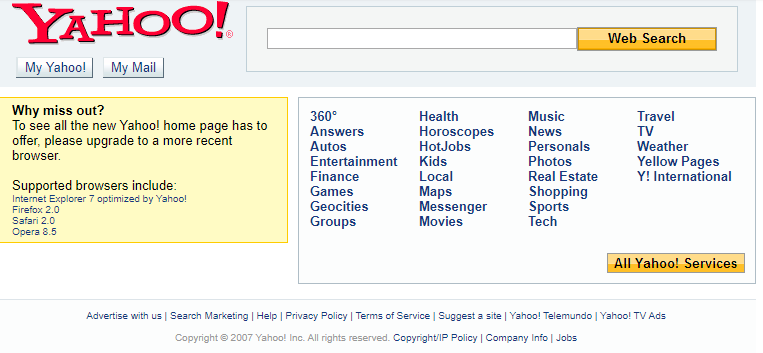 YAHOO!®
Web Search
My Yahoo! My Mail
Why miss out?
To see all the new Yahoo! home page has to
offer, please upgrade to a more recent
browser.
Supported browsers include:
Internet Explorer 7 optimized by Yahoo!
Firefox 2.0
Safari 2.0
Opera 8.5
360° Health Music Travel
Answers Horoscopes News TV
Autos HotJobs Personals Weather
Entertainment Kids Photos Yellow Pages
Finance Local Real Estate Y! International
Games Maps Shopping
Geocities Messenger Sports
Groups Movies Tech
All Yahoo! Services
Advertise with us | Search Marketing | Help | Privacy Policy | Terms of Service | Suggest a site | Yahoo! Telemundo | Yahoo! TV Ads
Copyright © 2007 Yahoo! Inc. All rights reserved. Copyright/IP Policy | Company Info | Jobs